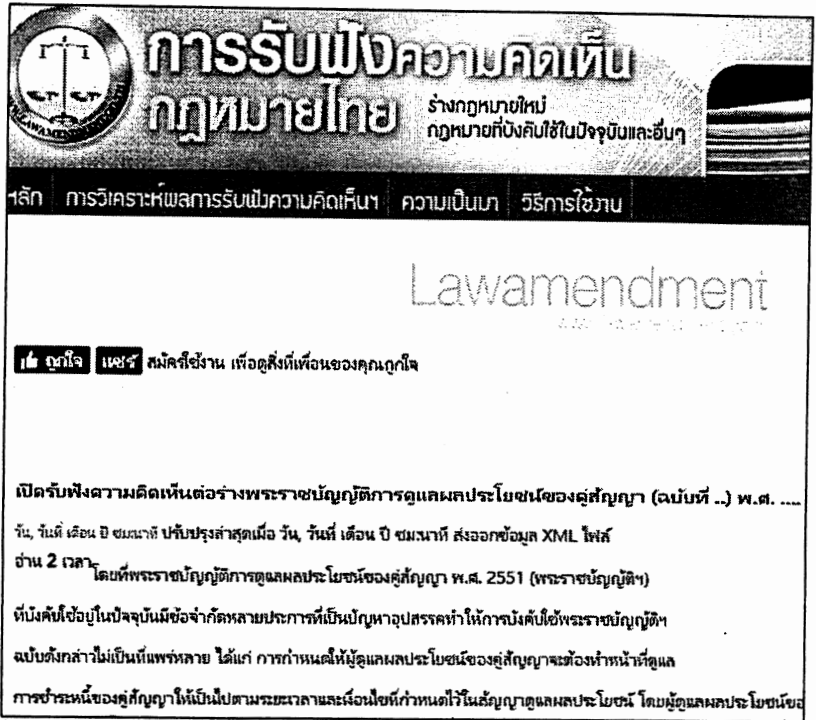 การรับฟังความคิดเห็น
กฎหมายไทย
ร่างกฎหมายใหม่
กฎหมายที่บังคับใช้ในปัจจุบันและอื่นๆ
หลัก การวิเคราะห์ผลการรับฟังความคิดเห็นฯ ความเป็นมา วิธีการใช้งาน
Lawamendment
ถูกใจ แชร์ สมัครใช้งาน เพื่อดูสิ่งที่เพื่อนของคุณถูกใจ
เปิดรับฟังความคิดเห็นต่อร่างพระราชบัญญัติการดูแลผลประโยชน์ของคู่สัญญา (ฉบับที่ ..) พ.ศ. ....
วัน, วันที่ เดือน ปี ชม:นาที ปรับปรุงล่าสุดเมื่อ วัน, วันที่ เดือน ปี ชม:นาที ส่งออกข้อมูล XML ไฟล์
อ่าน 2 เวลา
โดยที่พระราชบัญญัติการดูแลผลประโยชน์ของคู่สัญญา พ.ศ. 2551 (พระราชบัญญัติฯ)
ที่บังคับใช้อยู่ในปัจจุบันมีข้อจำกัดหลายประการที่เป็นปัญหาอุปสรรคทำให้การบังคับใช้พระราชบัญญัติฯ
ฉบับดังกล่าวไม่เป็นที่แพร่หลาย ได้แก่ การกำหนดให้ผู้ดูแลผลประโยชน์ของคู่สัญญาจะต้องทำหน้าที่ดูแล
การชำระหนี้ของคู่สัญญาให้เป็นไปตามระยะเวลาและเงื่อนไขที่กำหนดไว้ในสัญญาดูแลผลประโยชน์ โดยผู้ดูแลผลประโยชน์ขอ